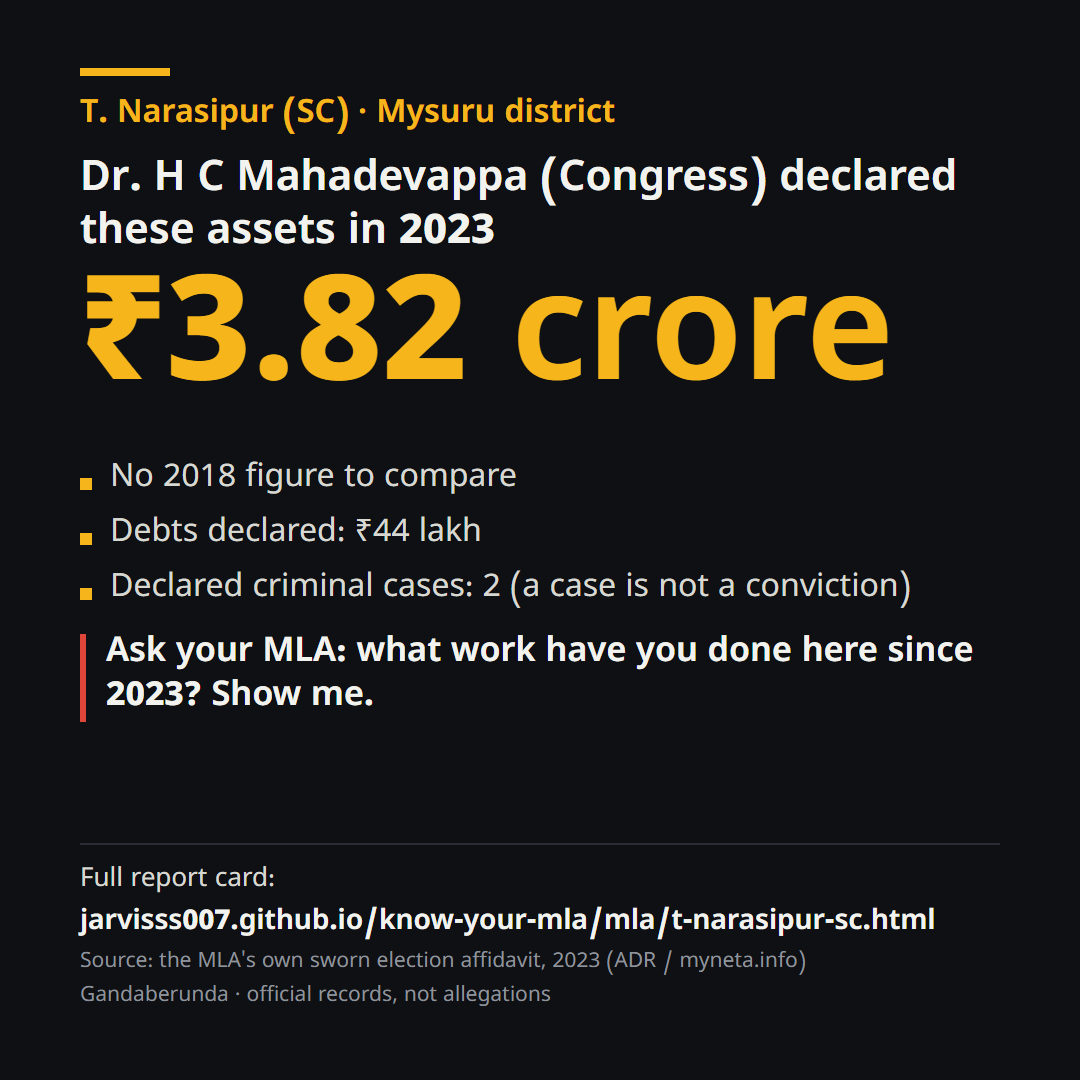 T. Narasipur (SC) · Mysuru district
Dr. H C Mahadevappa (Congress) declared
these assets in 2023
₹3.82 crore
No 2018 figure to compare
Debts declared: ₹44 lakh
Declared criminal cases: 2 (a case is not a conviction)
Ask your MLA: what work have you done here since
2023? Show me.
Full report card:
jarvisss007.github.io/know-your-mla/mla/t-narasipur-sc.html
Source: the MLA's own sworn election affidavit, 2023 (ADR / myneta.info)
Gandaberunda · official records, not allegations